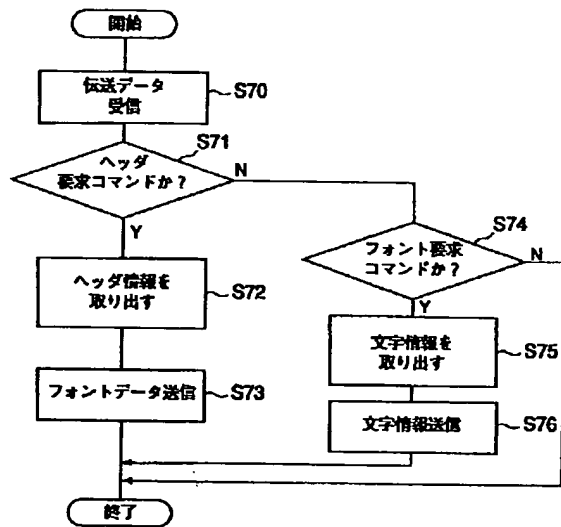 開始
伝送データ
受信
S70
S71
ヘッダ
要求コマンドか？
N
Y
S74
フォント要求
コマンドか？
N
Y
ヘッダ情報を
取り出す
S72
文字情報を
取り出す
S75
フォントデータ送信
S73
文字情報送信
S76
終了